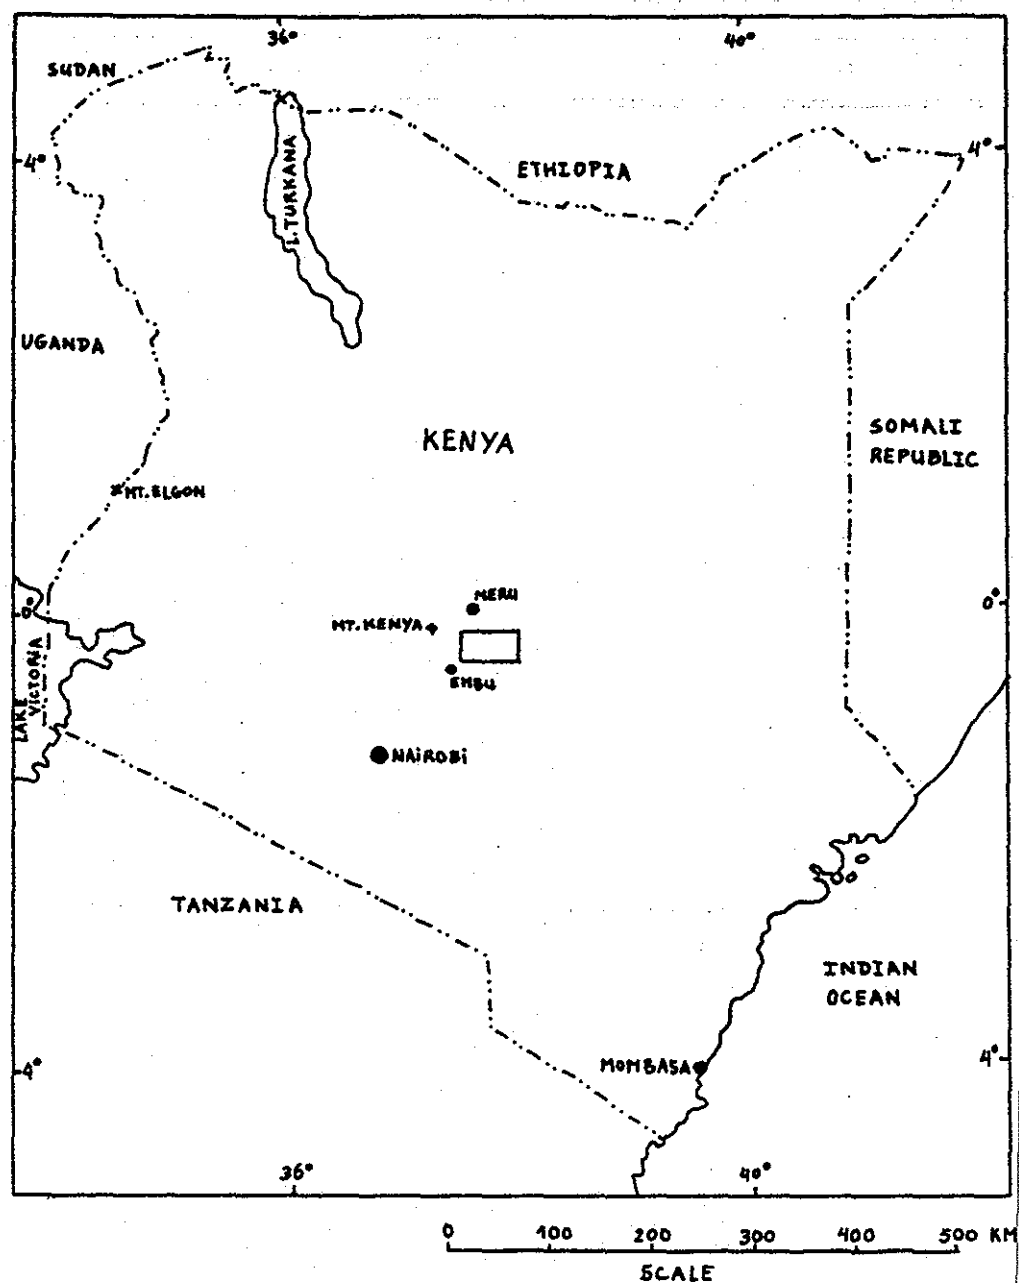 36°
40°
SUDAN
4°
4°
ETHIOPIA
L.TURKANA
UGANDA
KENYA
SOMALI
REPUBLIC
MT.ELGON
MERU
0°
0°
MT.KENYA
EMBU
LAKE
VICTORIA
NAiROBi
TANZANIA
INDIAN
OCEAN
MOMBASA
4°
4°
36°
40°
0 100 200 300 400 500 KM
SCALE